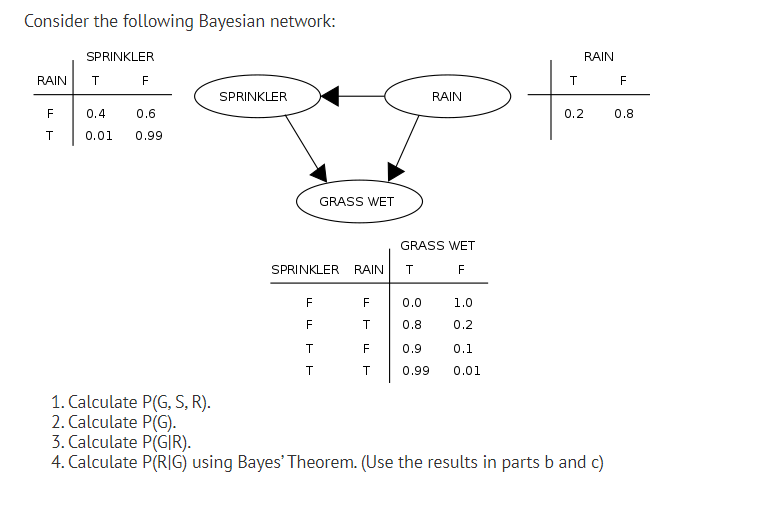 Consider the following Bayesian network:
SPRINKLER
RAIN T F
F 0.4 0.6
T 0.01 0.99
SPRINKLER
RAIN
RAIN
T F
0.2 0.8
GRASS WET
GRASS WET
SPRINKLER RAIN T F
F F 0.0 1.0
F T 0.8 0.2
T F 0.9 0.1
T T 0.99 0.01
1. Calculate P(G, S, R).
2. Calculate P(G).
3. Calculate P(G|R).
4. Calculate P(R|G) using Bayes' Theorem. (Use the results in parts b and c)